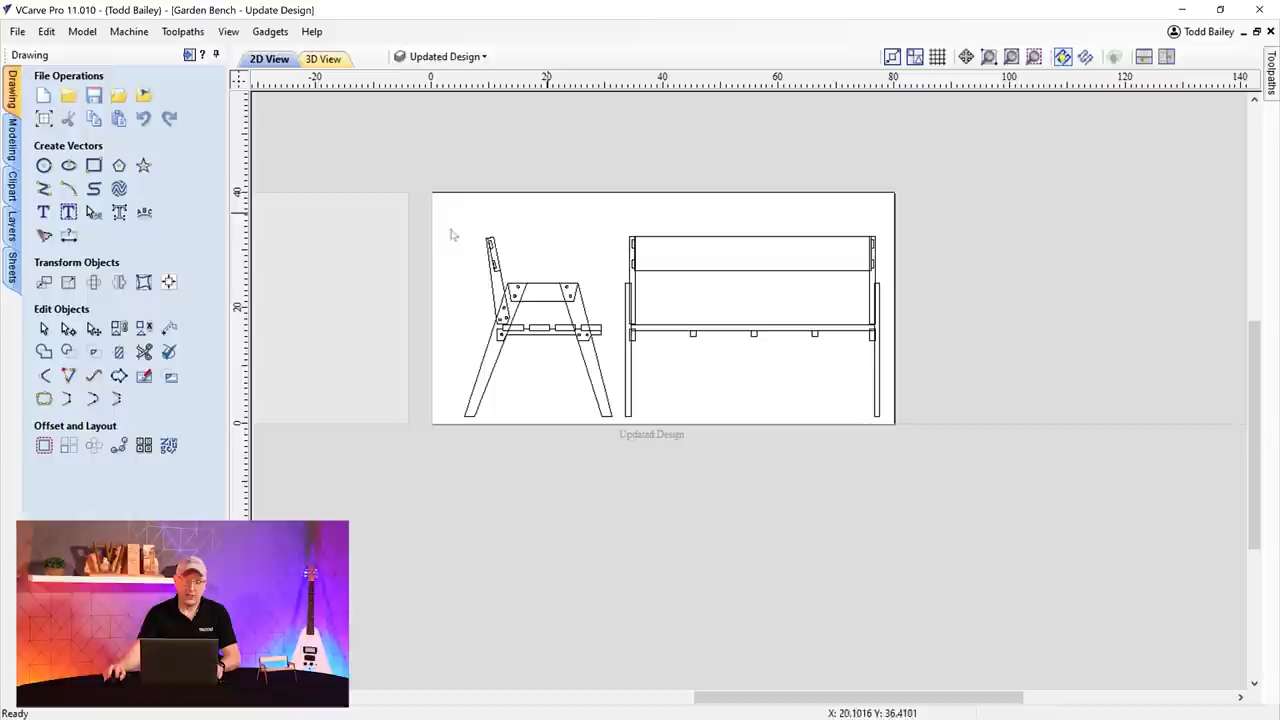 VCarve Pro 11.010 - (Todd Bailey) - [Garden Bench - Update Design]
File Edit Model Machine Toolpaths View Gadgets Help
Todd Bailey
Drawing
2D View 3D View Updated Design
-20 0 20 40 60 80 100 120 140
Drawing
Modeling
Clipart
Layers
Sheets
Toolpaths
File Operations
Create Vectors
Transform Objects
Edit Objects
Offset and Layout
40
20
0
Updated Design
Ready
X: 20.1016 Y: 36.4101